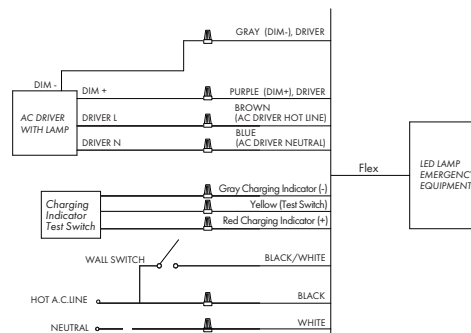 GRAY (DIM-), DRIVER
DIM -
DIM +
PURPLE (DIM+), DRIVER
AC DRIVER
WITH LAMP
DRIVER L
BROWN
(AC DRIVER HOT LINE)
DRIVER N
BLUE
(AC DRIVER NEUTRAL)
Flex
LED LAMP
EMERGENCY
EQUIPMENT
Charging
Indicator
Test Switch
Gray Charging Indicator (-)
Yellow (Test Switch)
Red Charging Indicator (+)
WALL SWITCH
BLACK/WHITE
HOT A.C.LINE
BLACK
NEUTRAL
WHITE